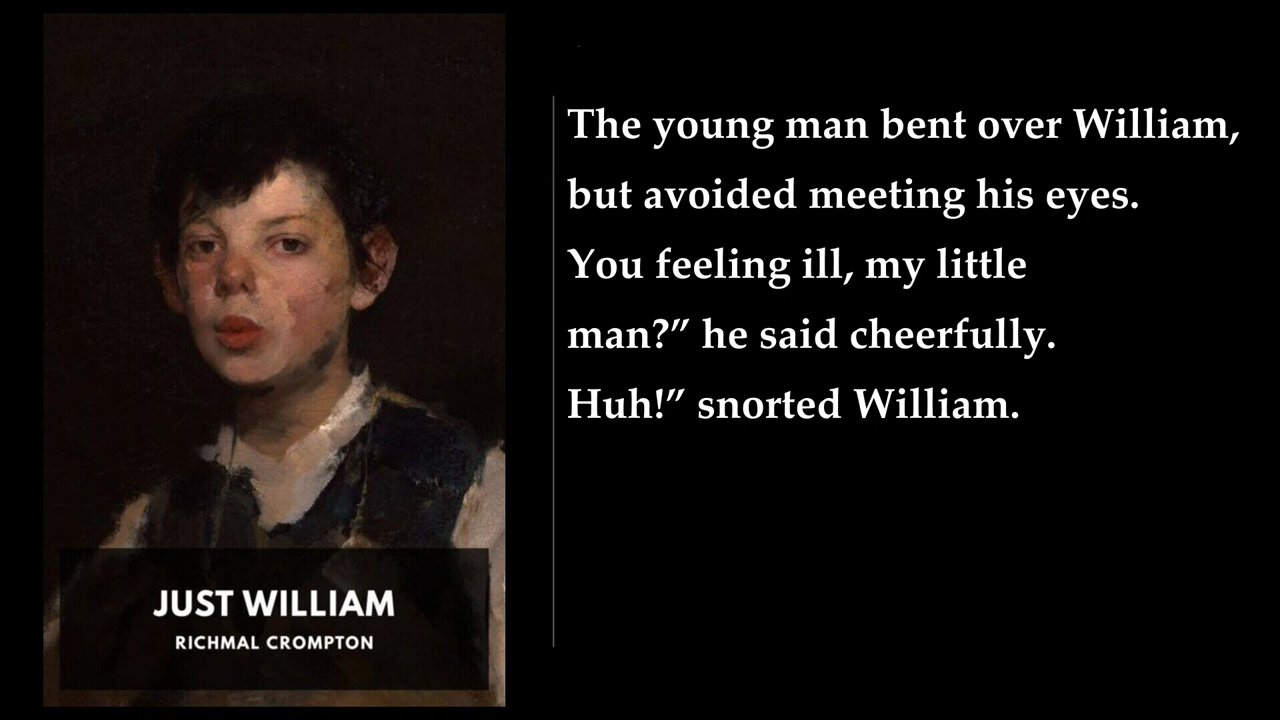 JUST WILLIAM
RICHMAL CROMPTON
The young man bent over William,
but avoided meeting his eyes.
You feeling ill, my little
man?” he said cheerfully.
Huh!” snorted William.